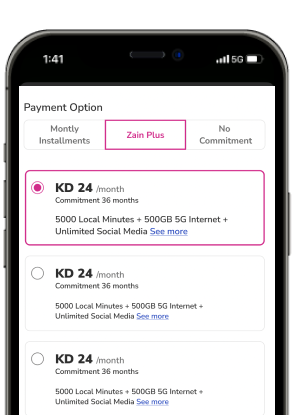 1:41
5G
Payment Option
Montly
Installments
Zain Plus
No
Commitment
KD 24 /month
Commitment 36 months
5000 Local Minutes + 500GB 5G Internet +
Unlimited Social Media See more
KD 24 /month
Commitment 36 months
5000 Local Minutes + 500GB 5G Internet +
Unlimited Social Media See more
KD 24 /month
Commitment 36 months
5000 Local Minutes + 500GB 5G Internet +
Unlimited Social Media See more